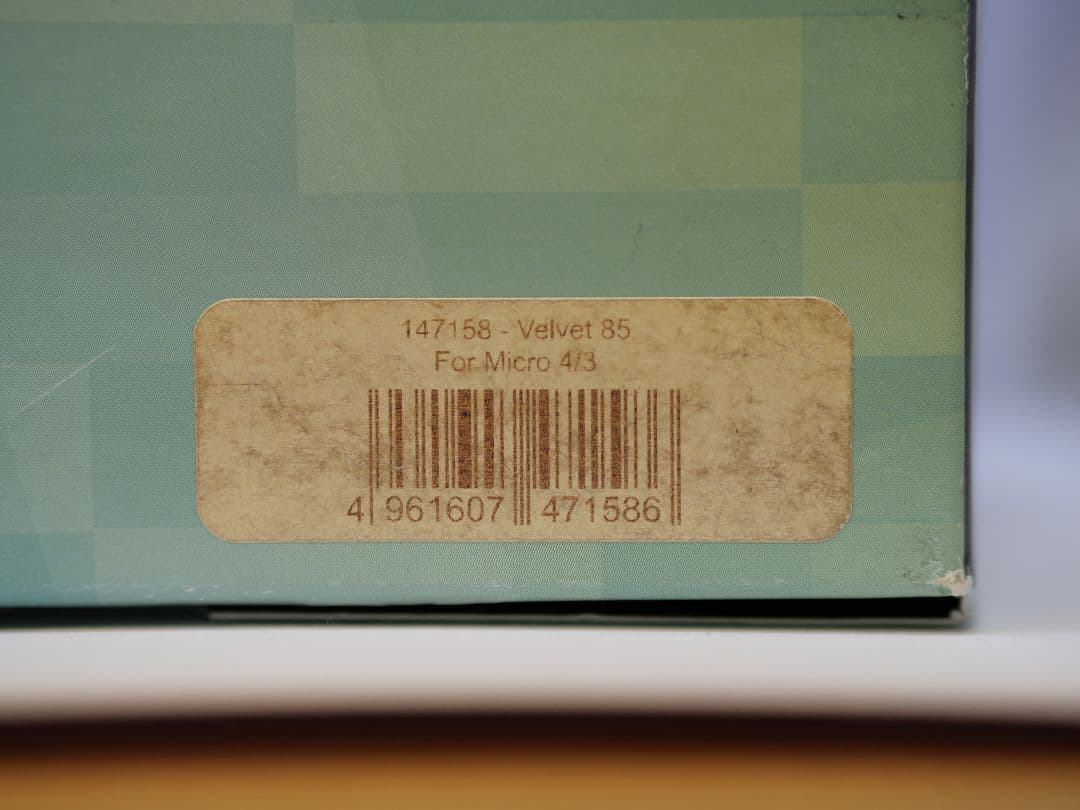 147158 - Velvet 85
For Micro 4/3
4 961607 471586